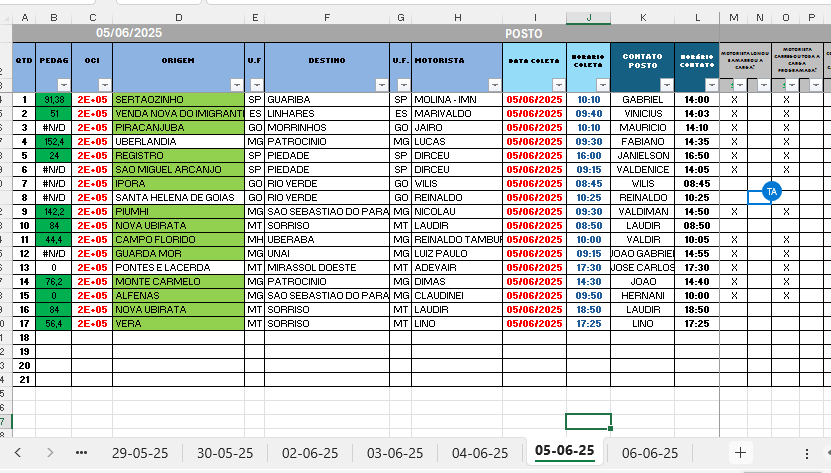 A B C D E F G H I J K L M N O P
05/06/2025 POSTO
QTD PEDAG OCI ORIGEM U.F DESTINO U.F. MOTORISTA DATA COLETA HORARIO COLETA CONTATO POSTO HORÁRIO CONTATO
1 91,38 2E+05 SERTAOZINHO SP GUARIBA SP MOLINA - IMN 05/06/2025 10:10 GABRIEL 14:00 X X
2 51 2E+05 VENDA NOVA DO IMIGRANT ES LINHARES ES MARIVALDO 05/06/2025 09:40 VINICIUS 14:03 X X
3 #N/D 2E+05 PIRACANJUBA GO MORRINHOS GO JAIRO 05/06/2025 10:10 MAURICIO 14:10 X X
4 152,4 2E+05 UBERLANDIA MG PATROCINIO MG LUCAS 05/06/2025 09:30 FABIANO 14:35 X X
5 24 2E+05 REGISTRO SP PIEDADE SP DIRCEU 05/06/2025 16:00 JANIELSON 16:50 X X
6 #N/D 2E+05 SAO MIGUEL ARCANJO SP PIEDADE SP DIRCEU 05/06/2025 09:15 VALDENICE 14:05 X X
7 #N/D 2E+05 IPORA GO RIO VERDE GO WILIS 05/06/2025 08:45 WILIS 08:45
8 #N/D 2E+05 SANTA HELENA DE GOIAS GO RIO VERDE GO REINALDO 05/06/2025 10:25 REINALDO 10:25 TA
9 142,2 2E+05 PIUMHI MG SAO SEBASTIAO DO PARA MG NICOLAU 05/06/2025 09:30 VALDIMAN 14:50 X X
10 84 2E+05 NOVA UBIRATA MT SORRISO MT LAUDIR 05/06/2025 08:50 LAUDIR 08:50
11 44,4 2E+05 CAMPO FLORIDO MH UBERABA MG REINALDO TAMBU 05/06/2025 10:00 VALDIR 10:05 X X
12 #N/D 2E+05 GUARDA MOR MG UNAI MG LUIZ PAULO 05/06/2025 09:15 JOAO GABRIEL 14:55 X X
13 0 2E+05 PONTES E LACERDA MT MIRASSOL DOESTE MT ADEVAIR 05/06/2025 17:30 JOSE CARLOS 17:30 X X
14 76,2 2E+05 MONTE CARMELO MG PATROCINIO MG DIMAS 05/06/2025 14:30 JOAO 14:40 X X
15 0 2E+05 ALFENAS MG SAO SEBASTIAO DO PARA MG CLAUDINEI 05/06/2025 09:50 HERNANI 10:00 X X
16 84 2E+05 NOVA UBIRATA MT SORRISO MT LAUDIR 05/06/2025 18:50 LAUDIR 18:50
17 56,4 2E+05 VERA MT SORRISO MT LINO 05/06/2025 17:25 LINO 17:25
18
19
20
21
29-05-25 30-05-25 02-06-25 03-06-25 04-06-25 05-06-25 06-06-25